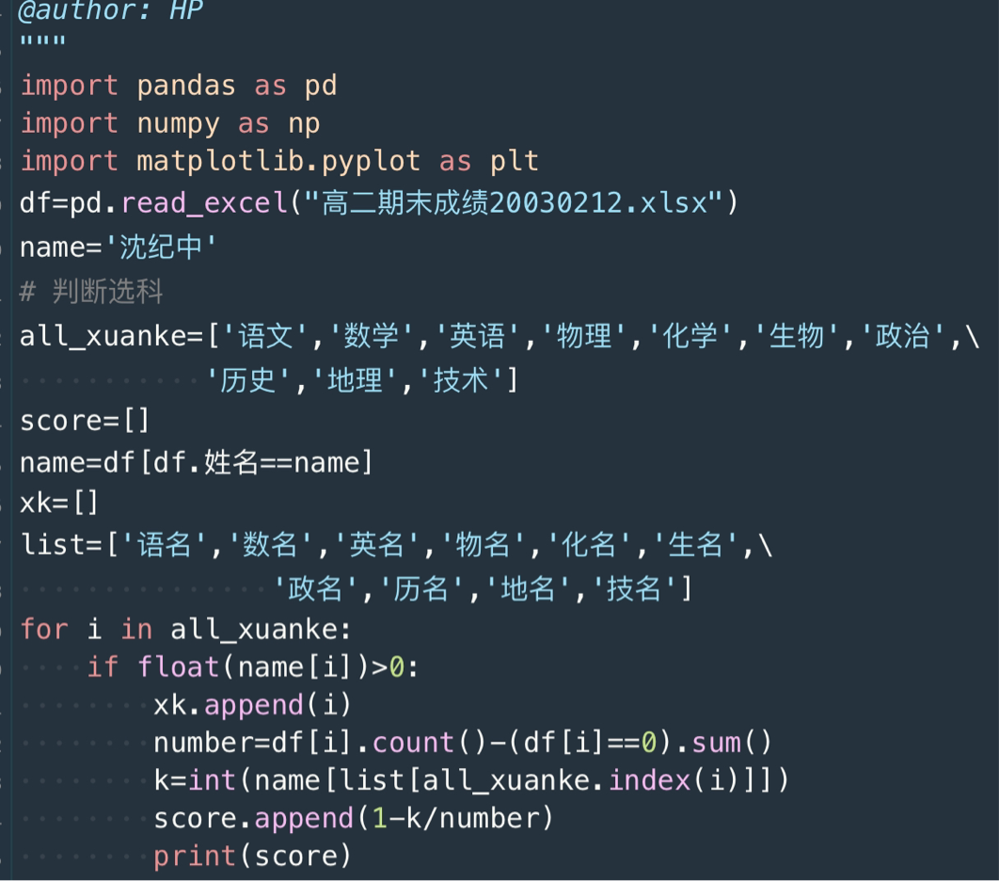 @author: HP
"""
import pandas as pd
import numpy as np
import matplotlib.pyplot as plt
df=pd.read_excel("高二期末成绩20030212.xlsx")
name='沈纪中'
# 判断选科
all_xuanke=['语文','数学','英语','物理','化学','生物','政治',\
           '历史','地理','技术']
score=[]
name=df[df.姓名==name]
xk=[]
list=['语名','数名','英名','物名','化名','生名',\
               '政名','历名','地名','技名']
for i in all_xuanke:
    if float(name[i])>0:
        xk.append(i)
        number=df[i].count()-(df[i]==0).sum()
        k=int(name[list[all_xuanke.index(i)]])
        score.append(1-k/number)
        print(score)